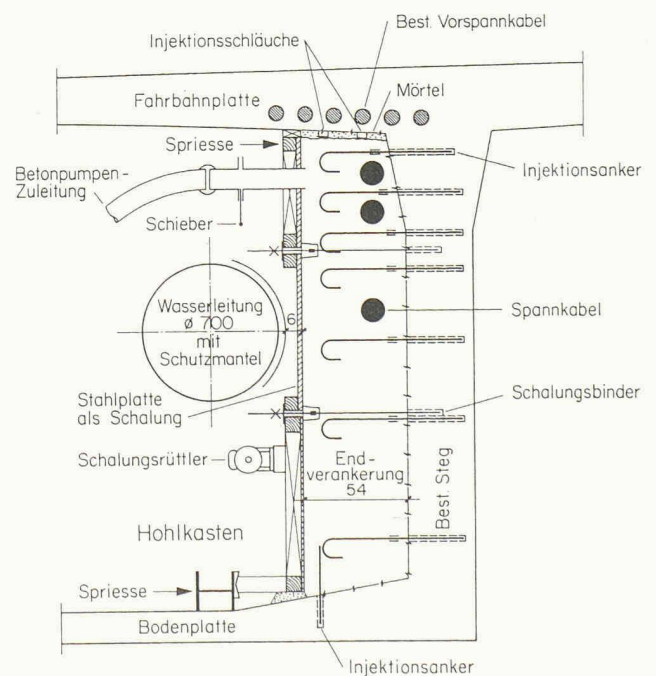 Best. Vorspannkabel
Injektionsschläuche
Mörtel
Fahrbahnplatte
Spriesse
Injektionsanker
Betonpumpen-
Zuleitung
Schieber
Wasserleitung
ø 700
mit
Schutzmantel
6
Spannkabel
Stahlplatte
als Schalung
Schalungsbinder
Schalungsrüttler
End-
verankerung
54
Best. Steg
Hohlkasten
Spriesse
Bodenplatte
Injektionsanker